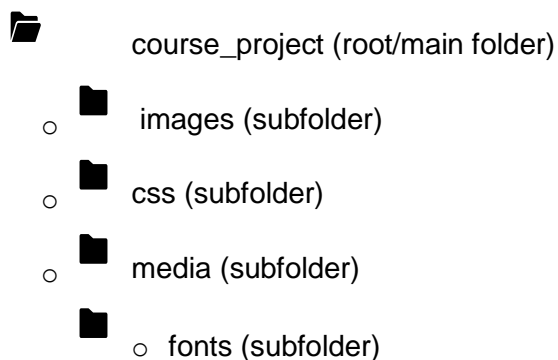 course_project (root/main folder)
○ images (subfolder)
○ css (subfolder)
○ media (subfolder)
○ fonts (subfolder)